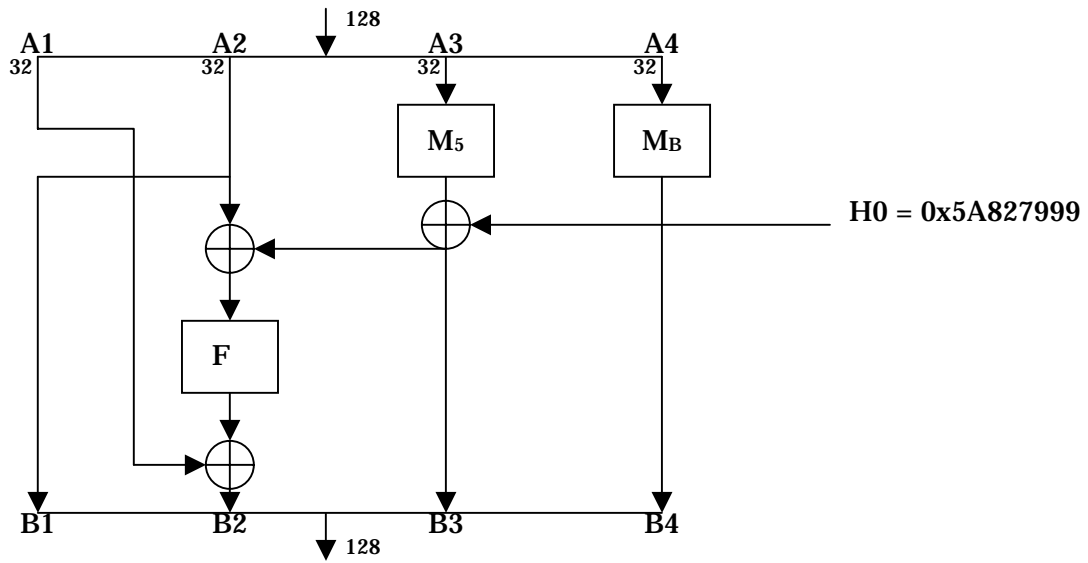 128
A1 A2 A3 A4
32 32 32 32
M5 MB
H0 = 0x5A827999
F
B1 B2 B3 B4
128